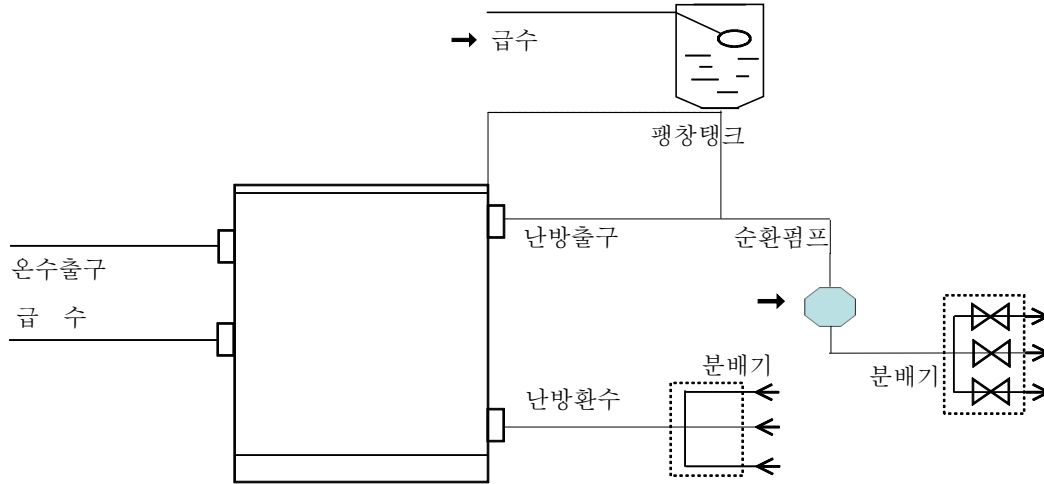 급수
팽창탱크
난방출구
순환펌프
온수출구
급 수
분배기
분배기
난방환수